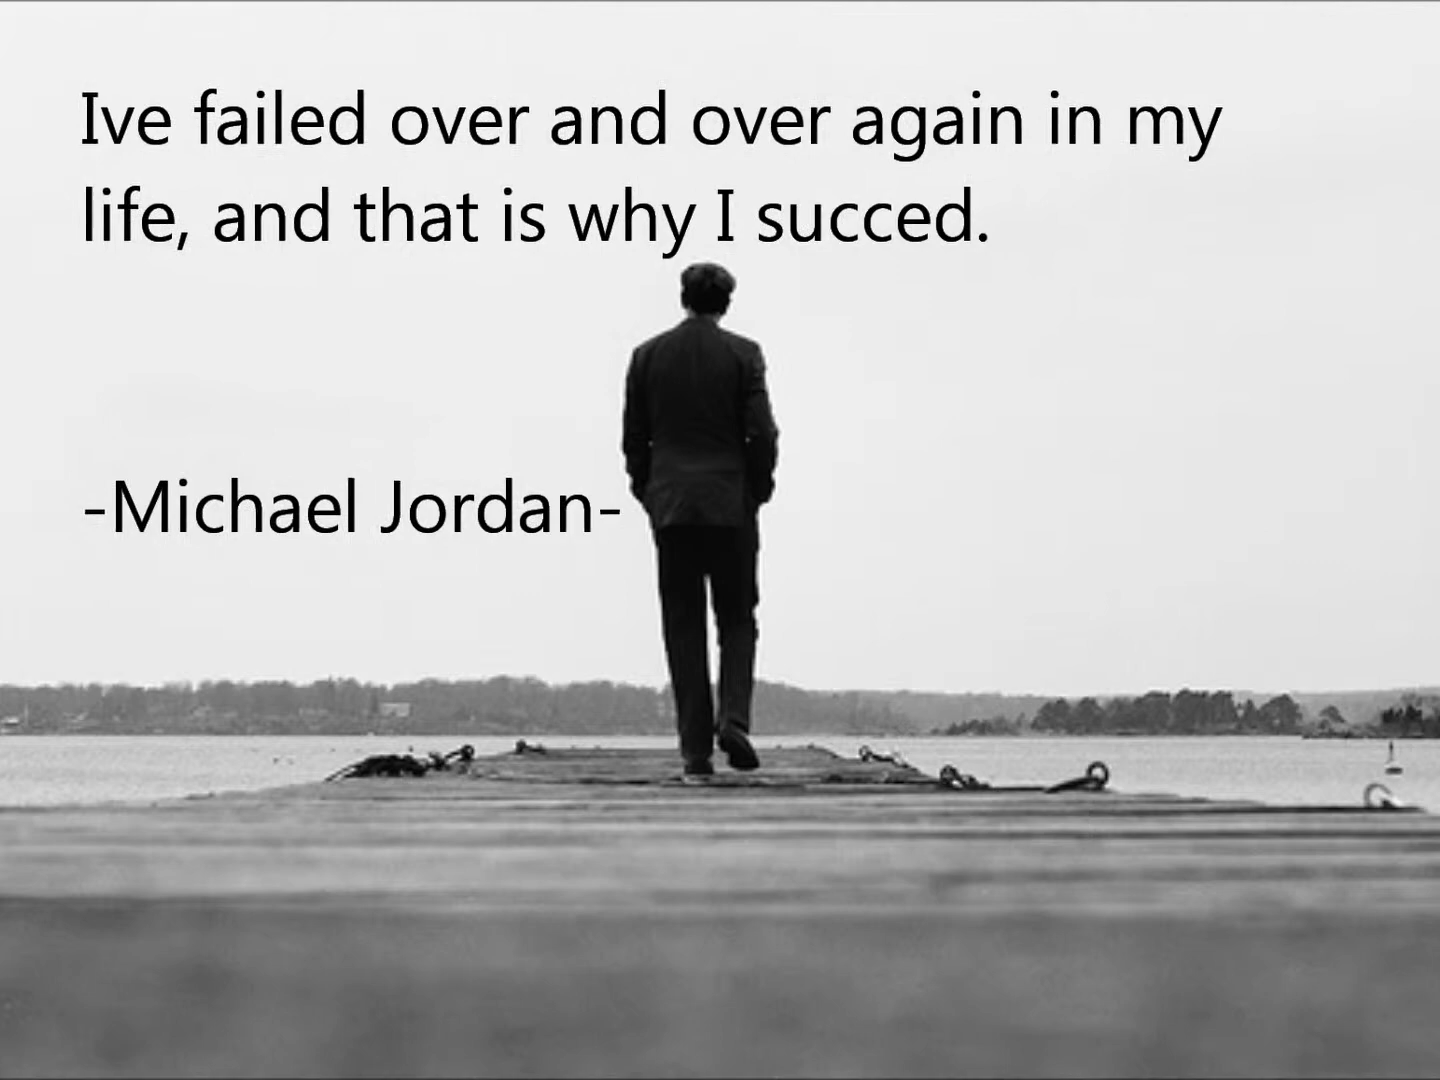 Ive failed over and over again in my
life, and that is why I succed.
-Michael Jordan-